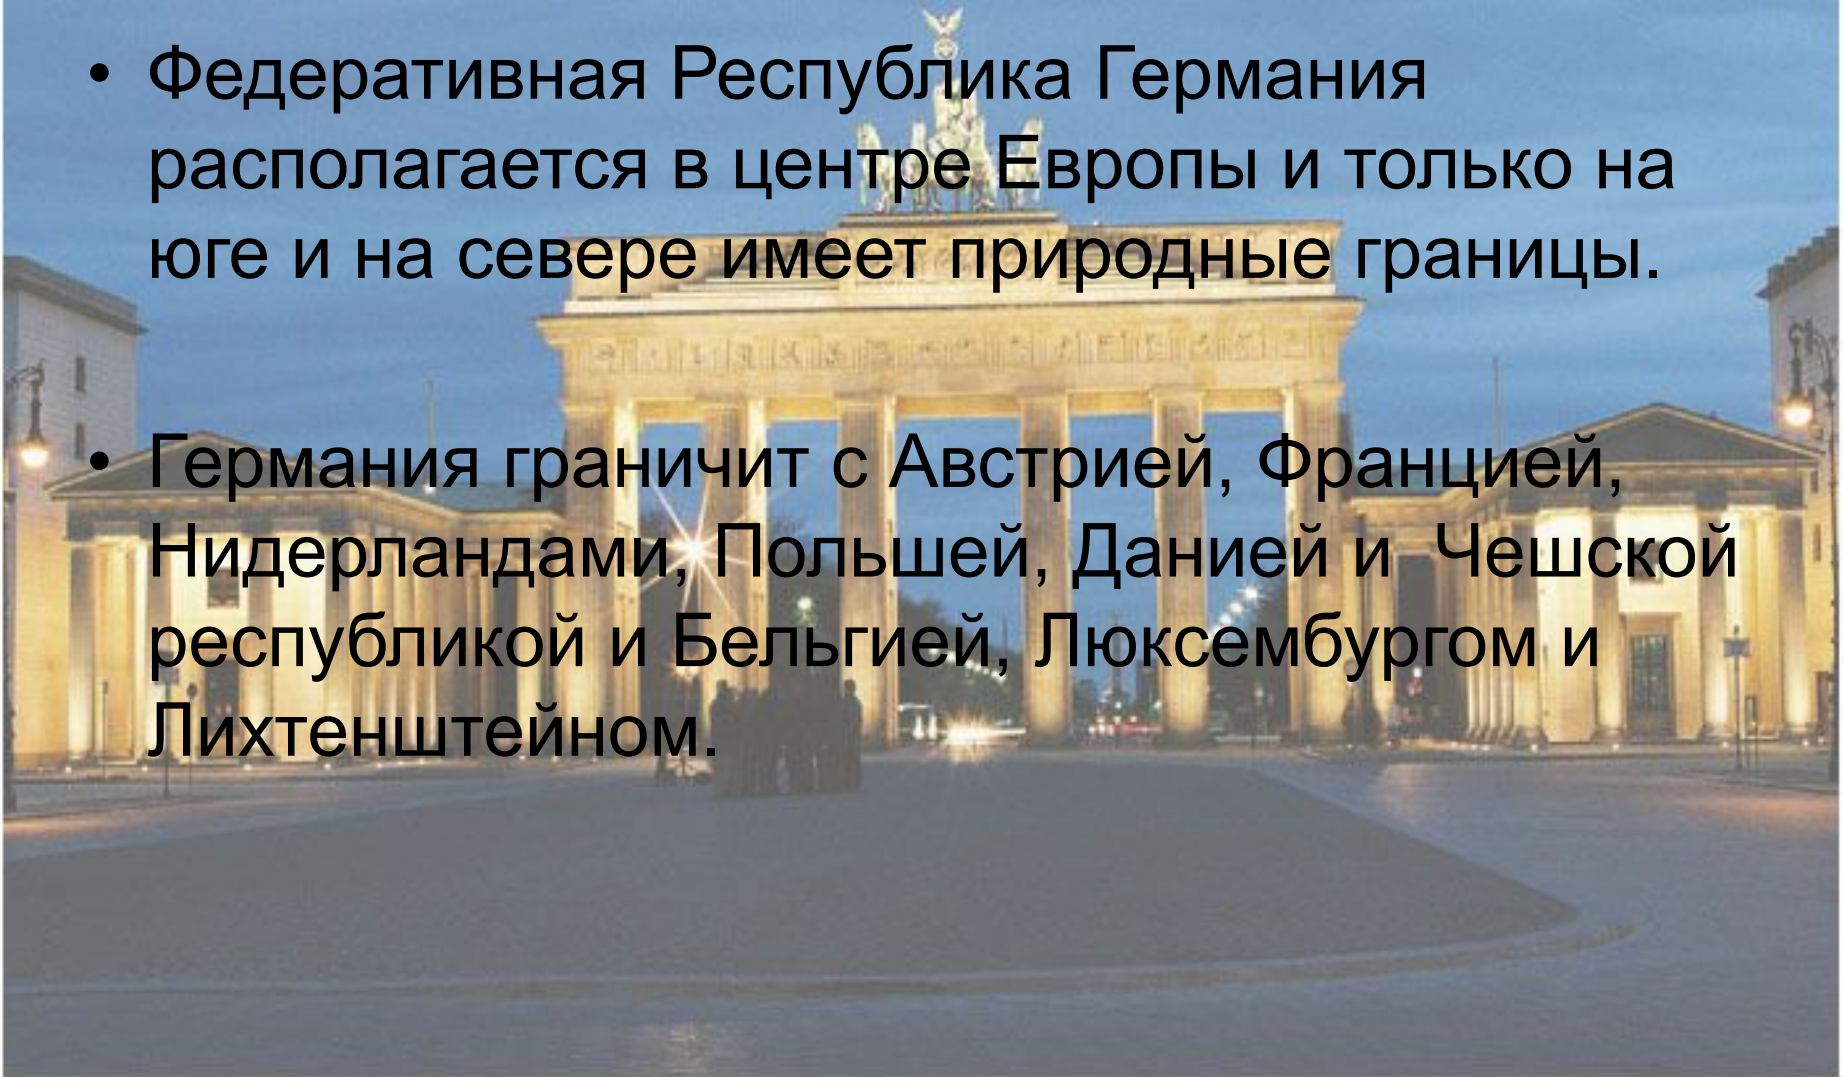 • Федеративная Республика Германия
располагается в центре Европы и только на
юге и на севере имеет природные границы.
• Германия граничит с Австрией, Францией,
Нидерландами, Польшей, Данией и  Чешской
республикой и Бельгией, Люксембургом и
Лихтенштейном.